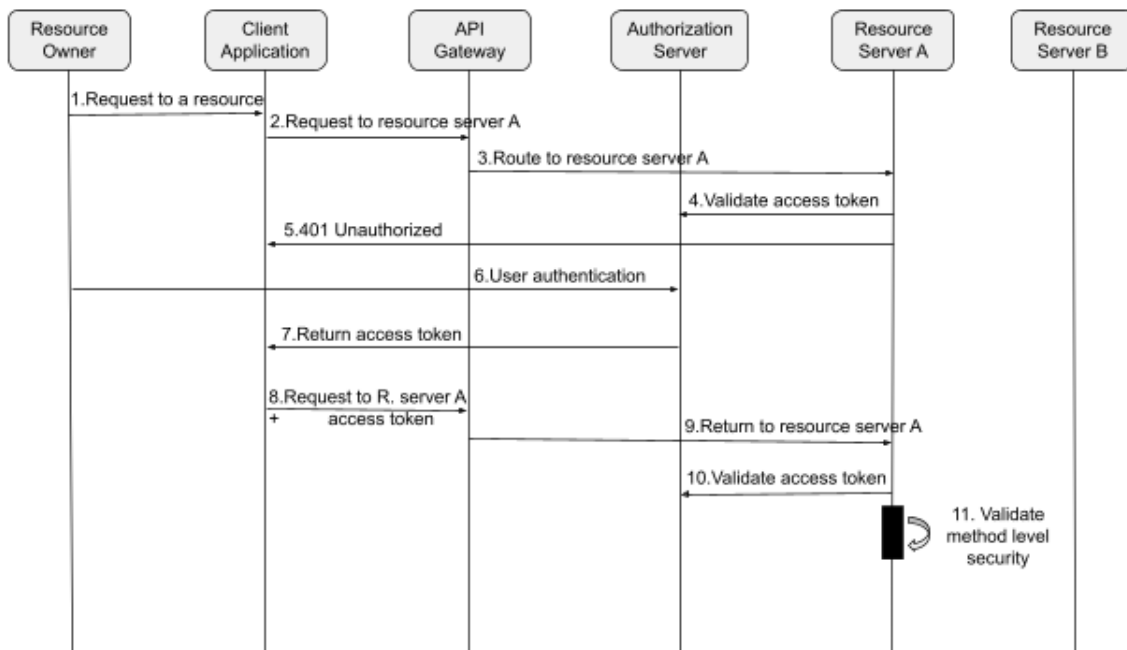 Resource
Owner
Client
Application
API
Gateway
Authorization
Server
Resource
Server A
Resource
Server B
1.Request to a resource
2.Request to resource server A
3.Route to resource server A
4.Validate access token
5.401 Unauthorized
6.User authentication
7.Return access token
8.Request to R. server A
+ access token
9.Return to resource server A
10.Validate access token
11. Validate
method level
security